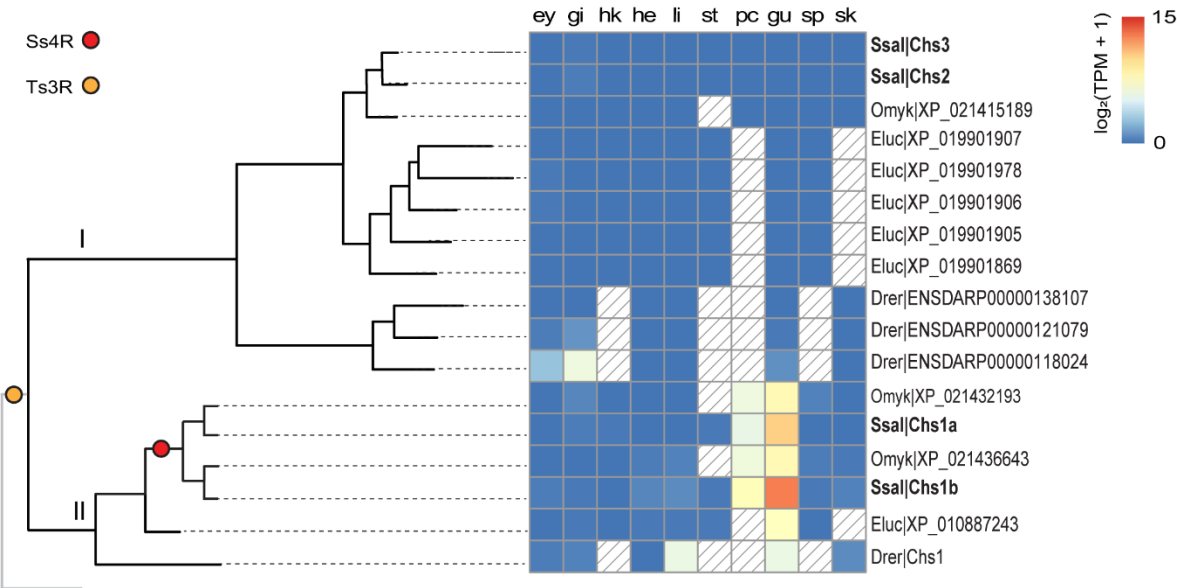 ey gi hk he li st pc gu sp sk
Ss4R
Ts3R
I
II
Ssal|Chs3
Ssal|Chs2
Omyk|XP_021415189
Eluc|XP_019901907
Eluc|XP_019901978
Eluc|XP_019901906
Eluc|XP_019901905
Eluc|XP_019901869
Drer|ENSDARP00000138107
Drer|ENSDARP00000121079
Drer|ENSDARP00000118024
Omyk|XP_021432193
Ssal|Chs1a
Omyk|XP_021436643
Ssal|Chs1b
Eluc|XP_010887243
Drer|Chs1
log₂(TPM + 1)
15
0